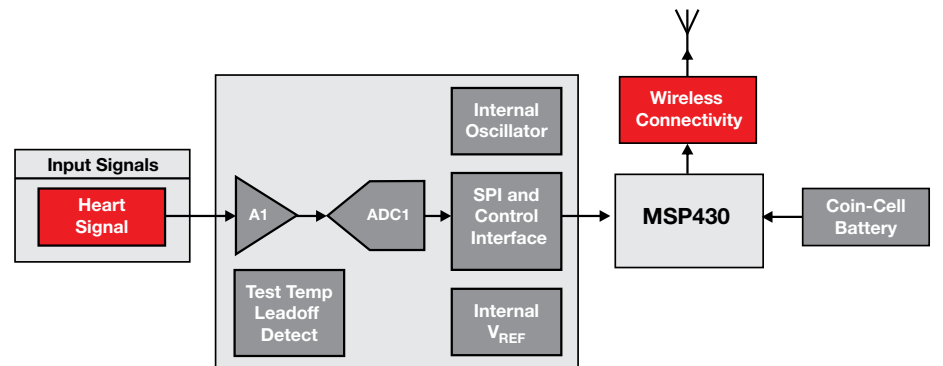 Wireless
Connectivity
Internal
Oscillator
Input Signals
Heart
Signal
A1
ADC1
SPI and
Control
Interface
MSP430
Coin-Cell
Battery
Test Temp
Leadoff
Detect
Internal
VREF